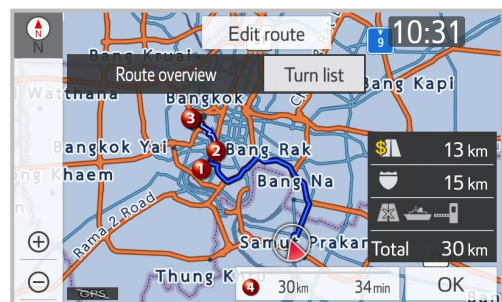 N
Edit route
9
10:31
Route overview
Turn list
Bang Kruai
Bang Kapi
Watthana
Bangkok
3
Bangkok Yai
2
Bang Rak
1
Khaem
Bang Na
$
13 km
15 km
Rama 2 Road
Samut Prakan
Total 30 km
Thung K
GPS
4 30 km 34 min
OK